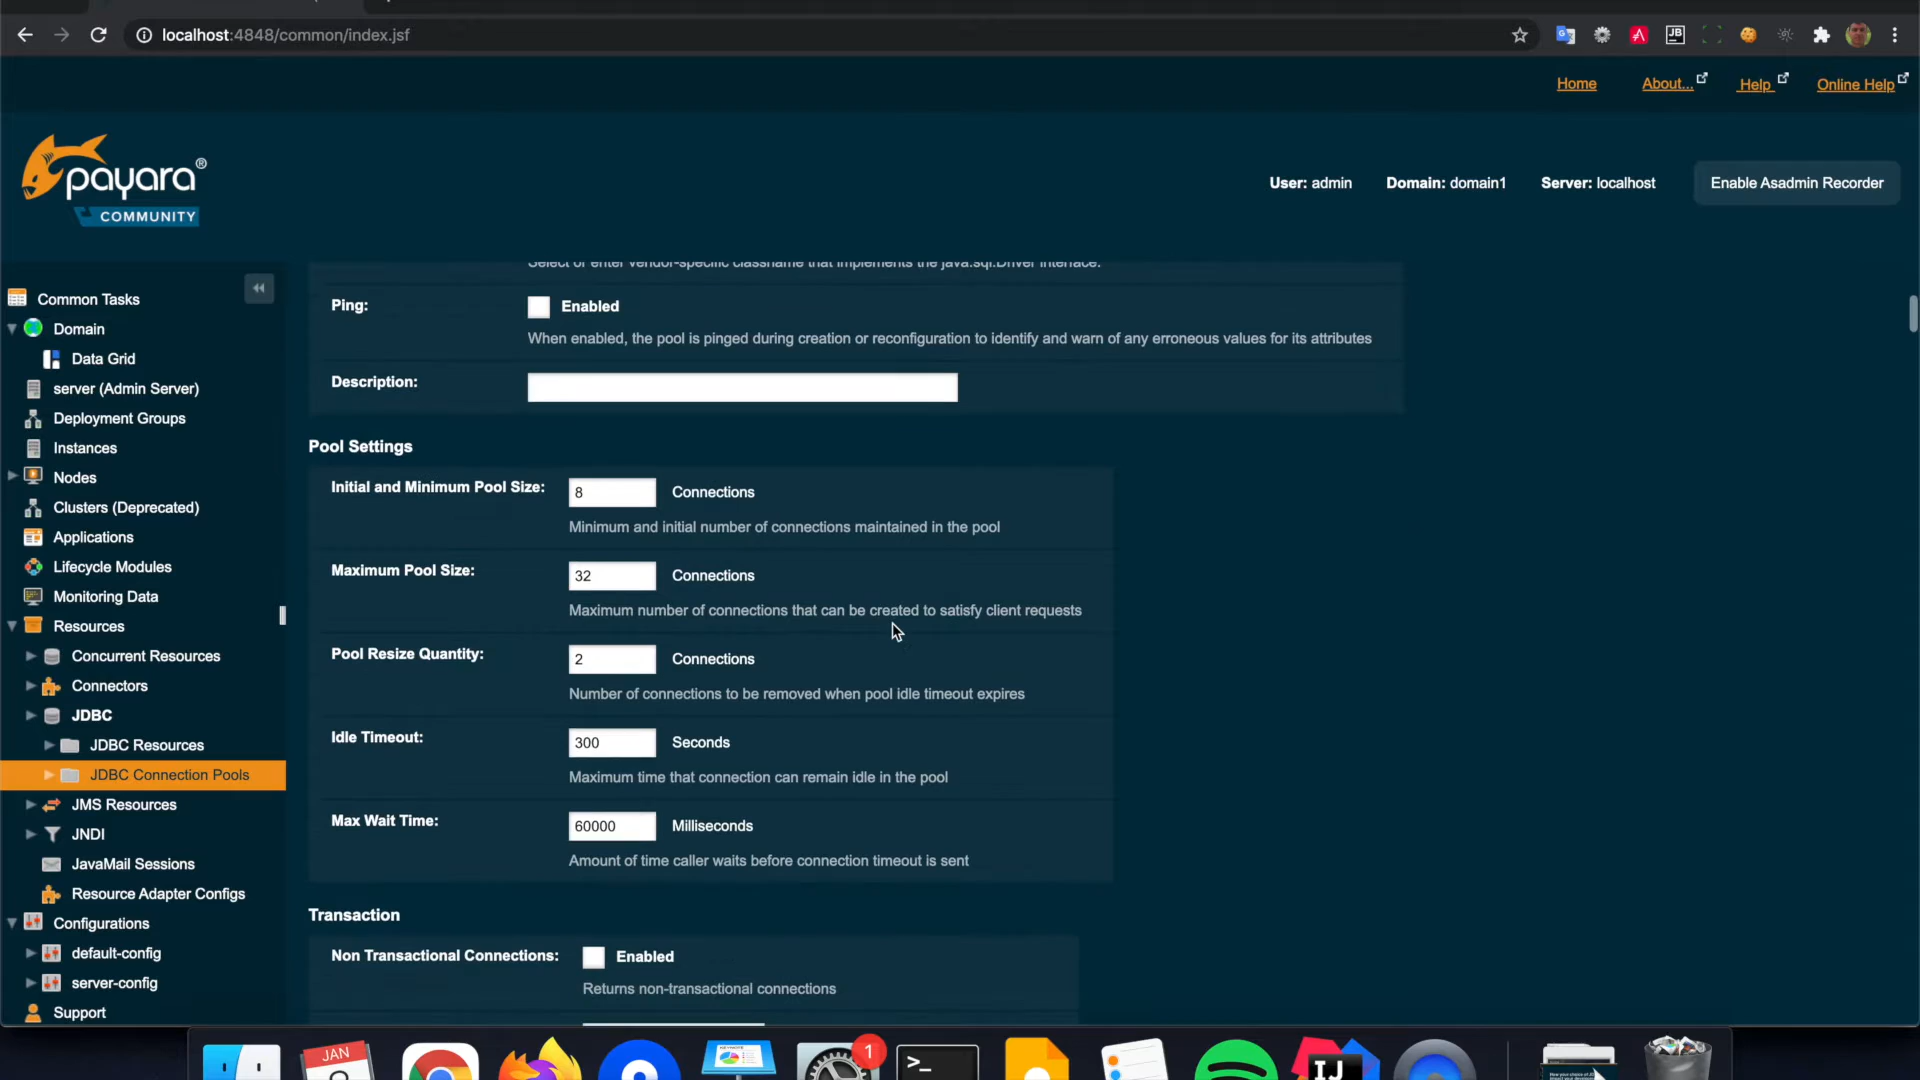 localhost:4848/common/index.jsf
Home
About...
Help
Online Help
payara®
COMMUNITY
User: admin
Domain: domain1
Server: localhost
Enable Asadmin Recorder
Common Tasks
Domain
Data Grid
server (Admin Server)
Deployment Groups
Instances
Nodes
Clusters (Deprecated)
Applications
Lifecycle Modules
Monitoring Data
Resources
Concurrent Resources
Connectors
JDBC
JDBC Resources
JDBC Connection Pools
JMS Resources
JNDI
JavaMail Sessions
Resource Adapter Configs
Configurations
default-config
server-config
Support
Select or enter vendor-specific classname that implements the java.sql.Driver interface.
Ping: Enabled
When enabled, the pool is pinged during creation or reconfiguration to identify and warn of any erroneous values for its attributes
Description:
Pool Settings
Initial and Minimum Pool Size: 8 Connections
Minimum and initial number of connections maintained in the pool
Maximum Pool Size: 32 Connections
Maximum number of connections that can be created to satisfy client requests
Pool Resize Quantity: 2 Connections
Number of connections to be removed when pool idle timeout expires
Idle Timeout: 300 Seconds
Maximum time that connection can remain idle in the pool
Max Wait Time: 60000 Milliseconds
Amount of time caller waits before connection timeout is sent
Transaction
Non Transactional Connections: Enabled
Returns non-transactional connections
JAN
KEYNOTE
1
>_
IJ
JB